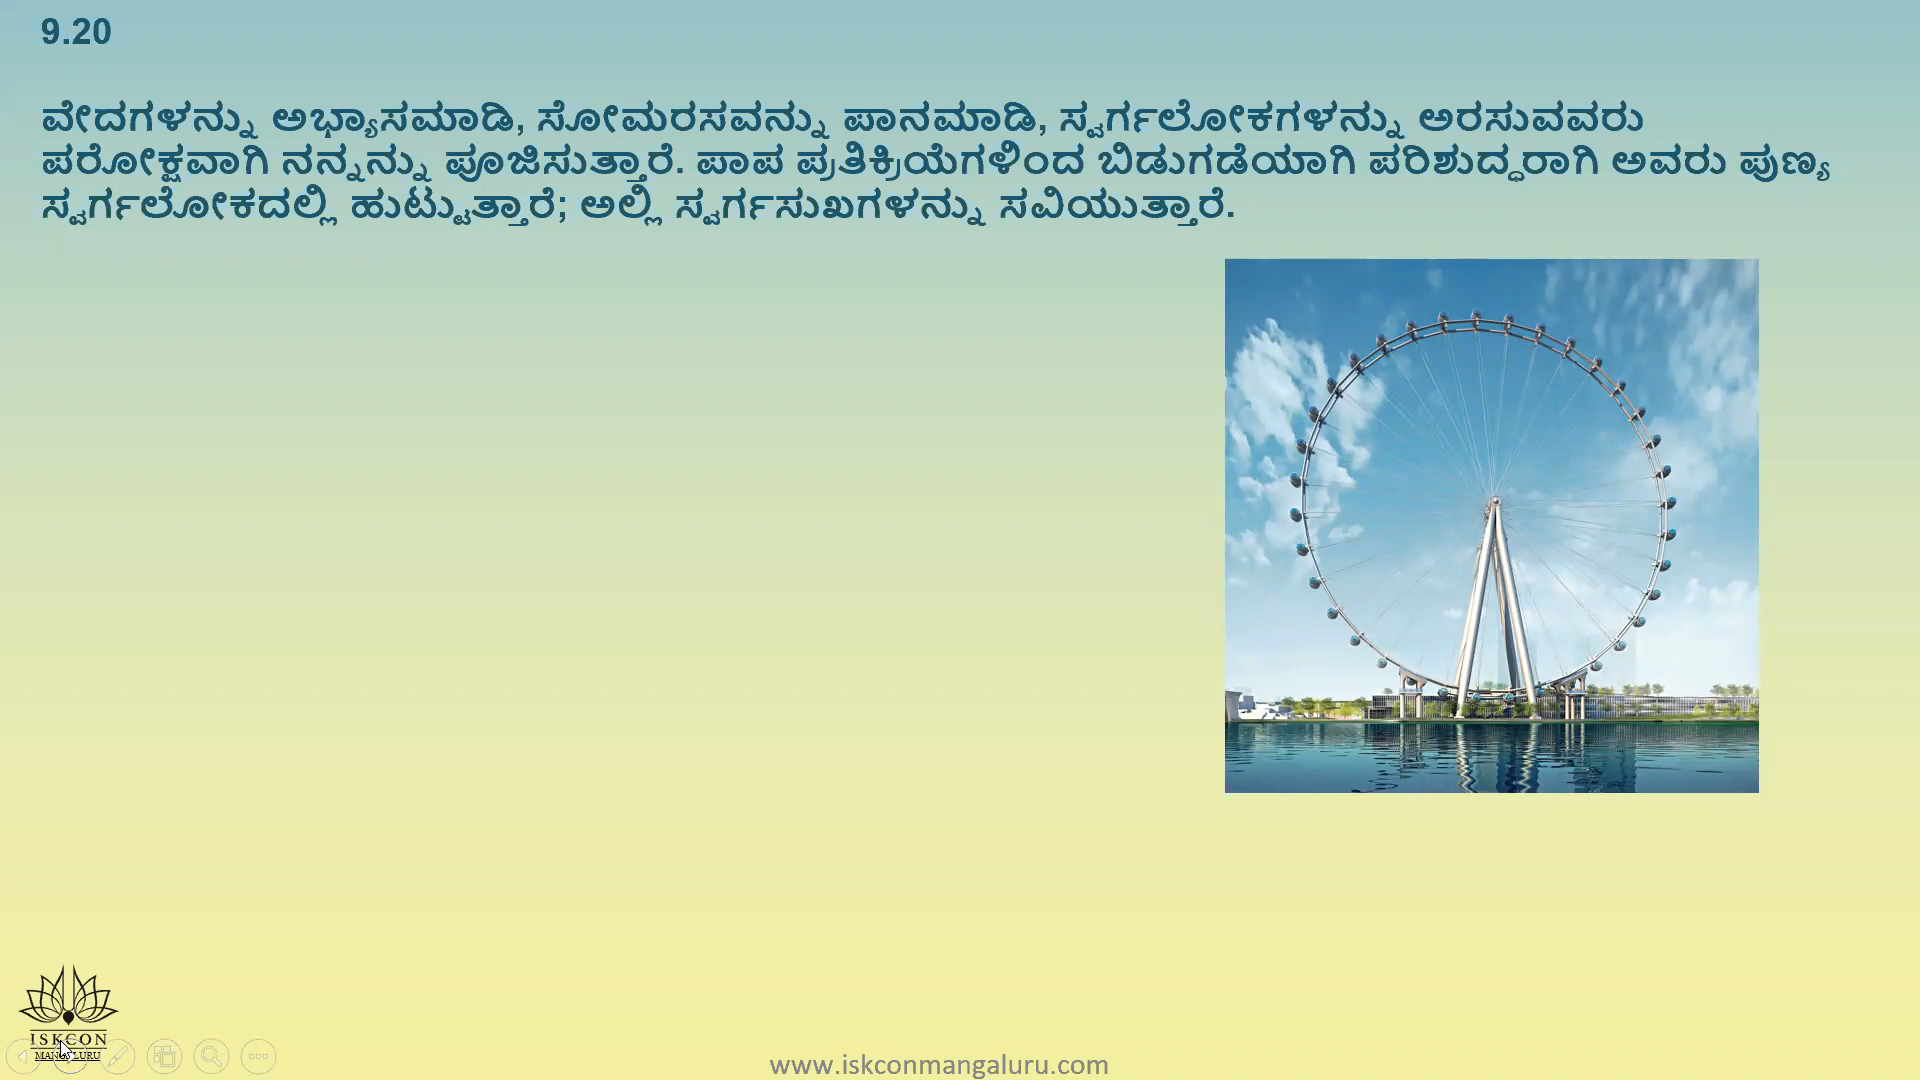 9.20
ವೇದಗಳನ್ನು ಅಭ್ಯಾಸಮಾಡಿ, ಸೋಮರಸವನ್ನು ಪಾನಮಾಡಿ, ಸ್ವರ್ಗಲೋಕಗಳನ್ನು ಅರಸುವವರು
ಪರೋಕ್ಷವಾಗಿ ನನ್ನನ್ನು ಪೂಜಿಸುತ್ತಾರೆ. ಪಾಪ ಪ್ರತಿಕ್ರಿಯೆಗಳಿಂದ ಬಿಡುಗಡೆಯಾಗಿ ಪರಿಶುದ್ಧರಾಗಿ ಅವರು ಪುಣ್ಯ
ಸ್ವರ್ಗಲೋಕದಲ್ಲಿ ಹುಟ್ಟುತ್ತಾರೆ; ಅಲ್ಲಿ ಸ್ವರ್ಗಸುಖಗಳನ್ನು ಸವಿಯುತ್ತಾರೆ.
ISKCON
MANGALURU
www.iskconmangaluru.com